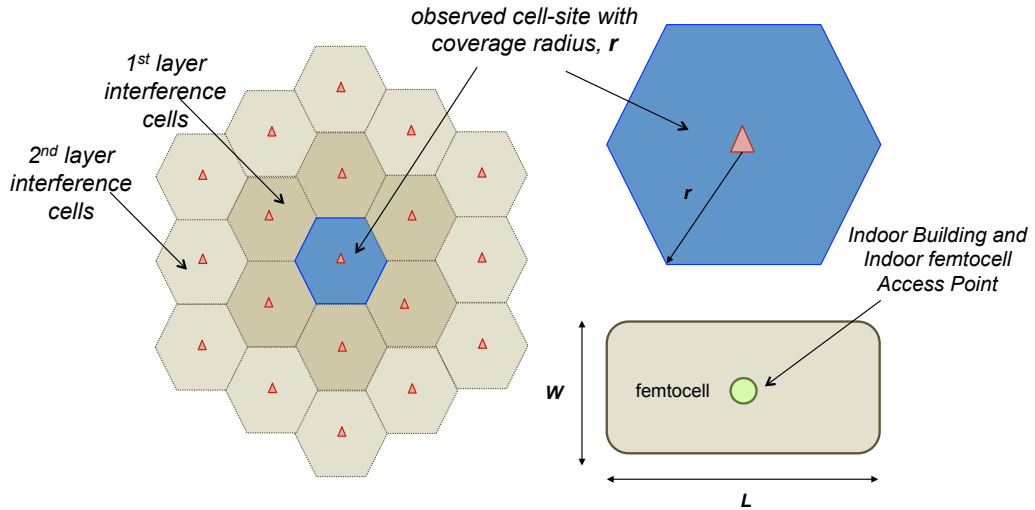 observed cell-site with
coverage radius, r
1st layer
interference
cells
2nd layer
interference
cells
r
Indoor Building and
Indoor femtocell
Access Point
W
femtocell
L